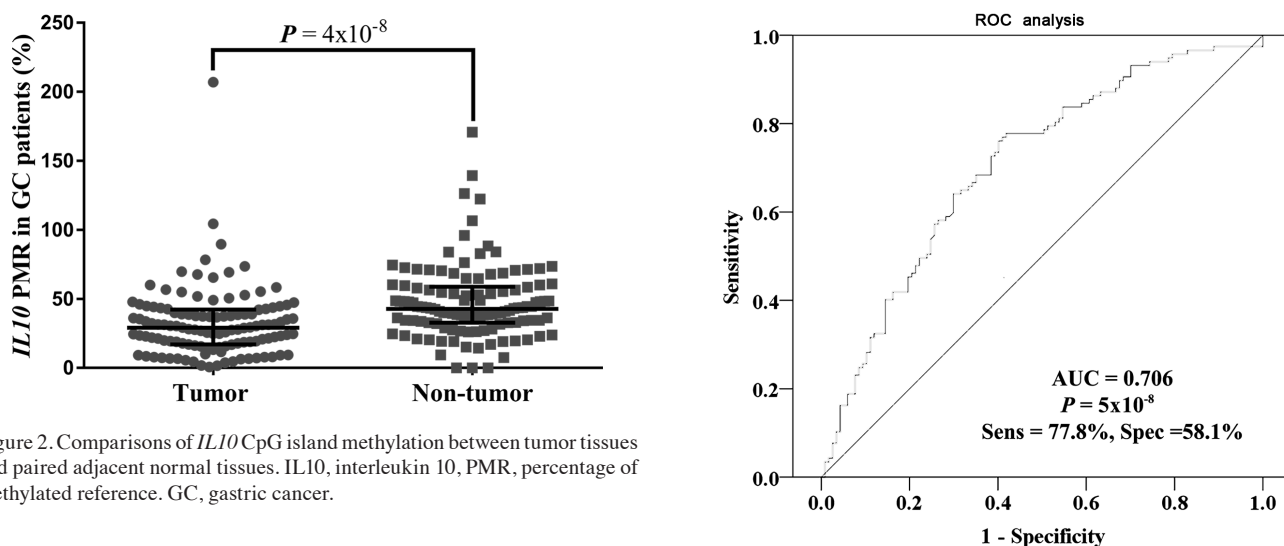 250
200
150
100
50
0
IL10 PMR in GC patients (%)
P = 4x10-8
Tumor
Non-tumor
gure 2. Comparisons of IL10 CpG island methylation between tumor tissues
d paired adjacent normal tissues. IL10, interleukin 10, PMR, percentage of
ethylated reference. GC, gastric cancer.
ROC analysis
1.0
0.8
0.6
0.4
0.2
0.0
Sensitivity
AUC = 0.706
P = 5x10-8
Sens = 77.8%, Spec =58.1%
0.0 0.2 0.4 0.6 0.8 1.0
1 - Specificity